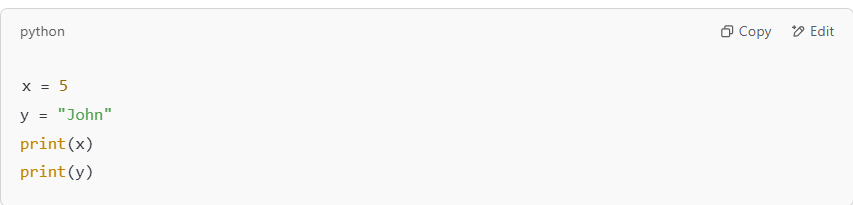 python Copy Edit
x = 5
y = "John"
print(x)
print(y)